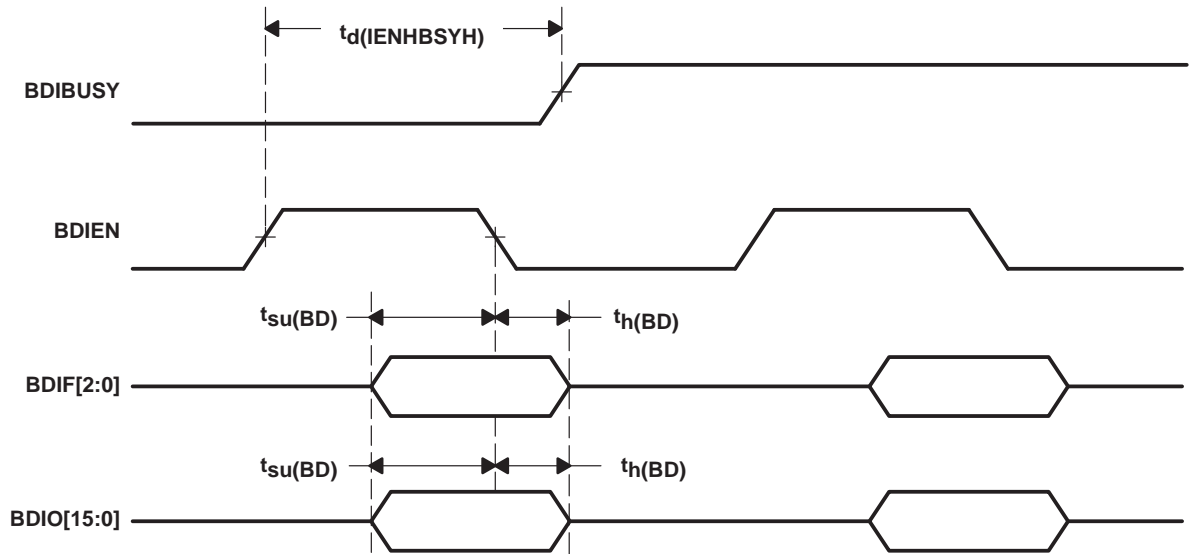 td(IENHBSYH)
BDIBUSY
BDIEN
tsu(BD)
th(BD)
BDIF[2:0]
tsu(BD)
th(BD)
BDIO[15:0]